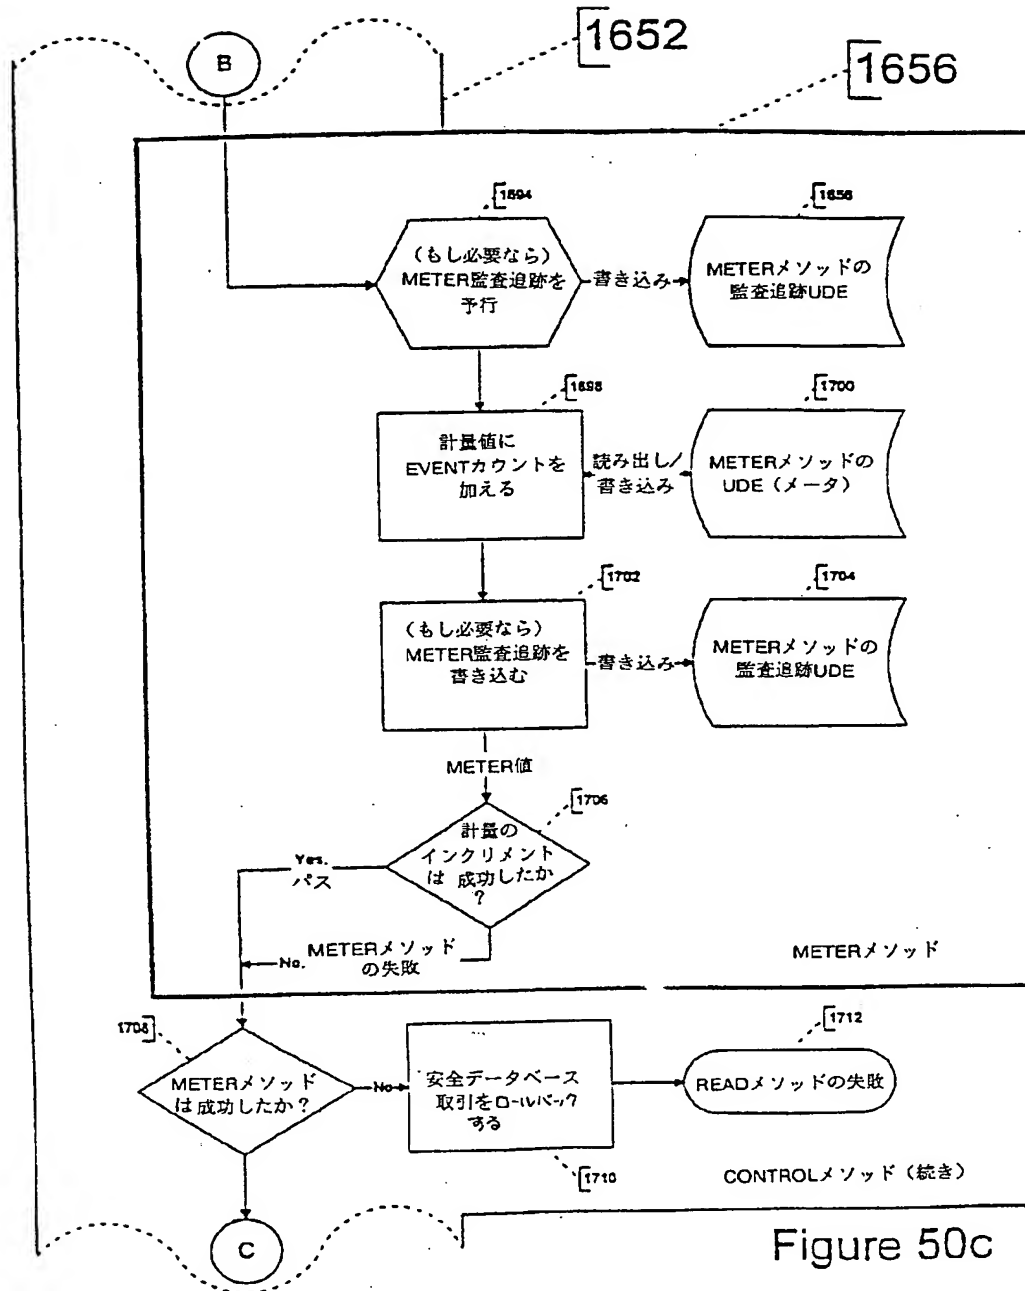 1652
B
1656
1694
1656
(もし必要なら)
METER監査追跡を
予行
書き込み
METERメソッドの
監査追跡UDE
1698
1700
計量値に
EVENTカウントを
加える
読み出し/
書き込み
METERメソッドの
UDE(メータ)
1702
1704
(もし必要なら)
METER監査追跡を
書き込む
書き込み
METERメソッドの
監査追跡UDE
METER値
1706
計量の
インクリメント
は 成功したか
?
Yes.
パス
No.
METERメソッド
の失敗
METERメソッド
1708
1712
METERメソッド
は成功したか?
No
安全データベース
取引をロールバック
する
READメソッドの失敗
1710
CONTROLメソッド(続き)
C
Figure 50c